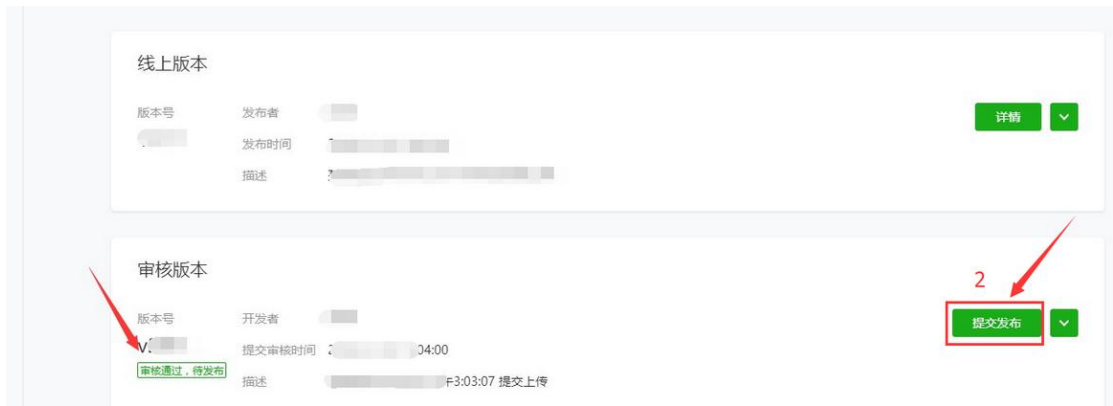 线上版本
版本号 发布者 详情
发布时间
描述
审核版本
2
版本号 开发者 提交发布
提交审核时间 04:00
审核通过，待发布
描述 3:03:07 提交上传